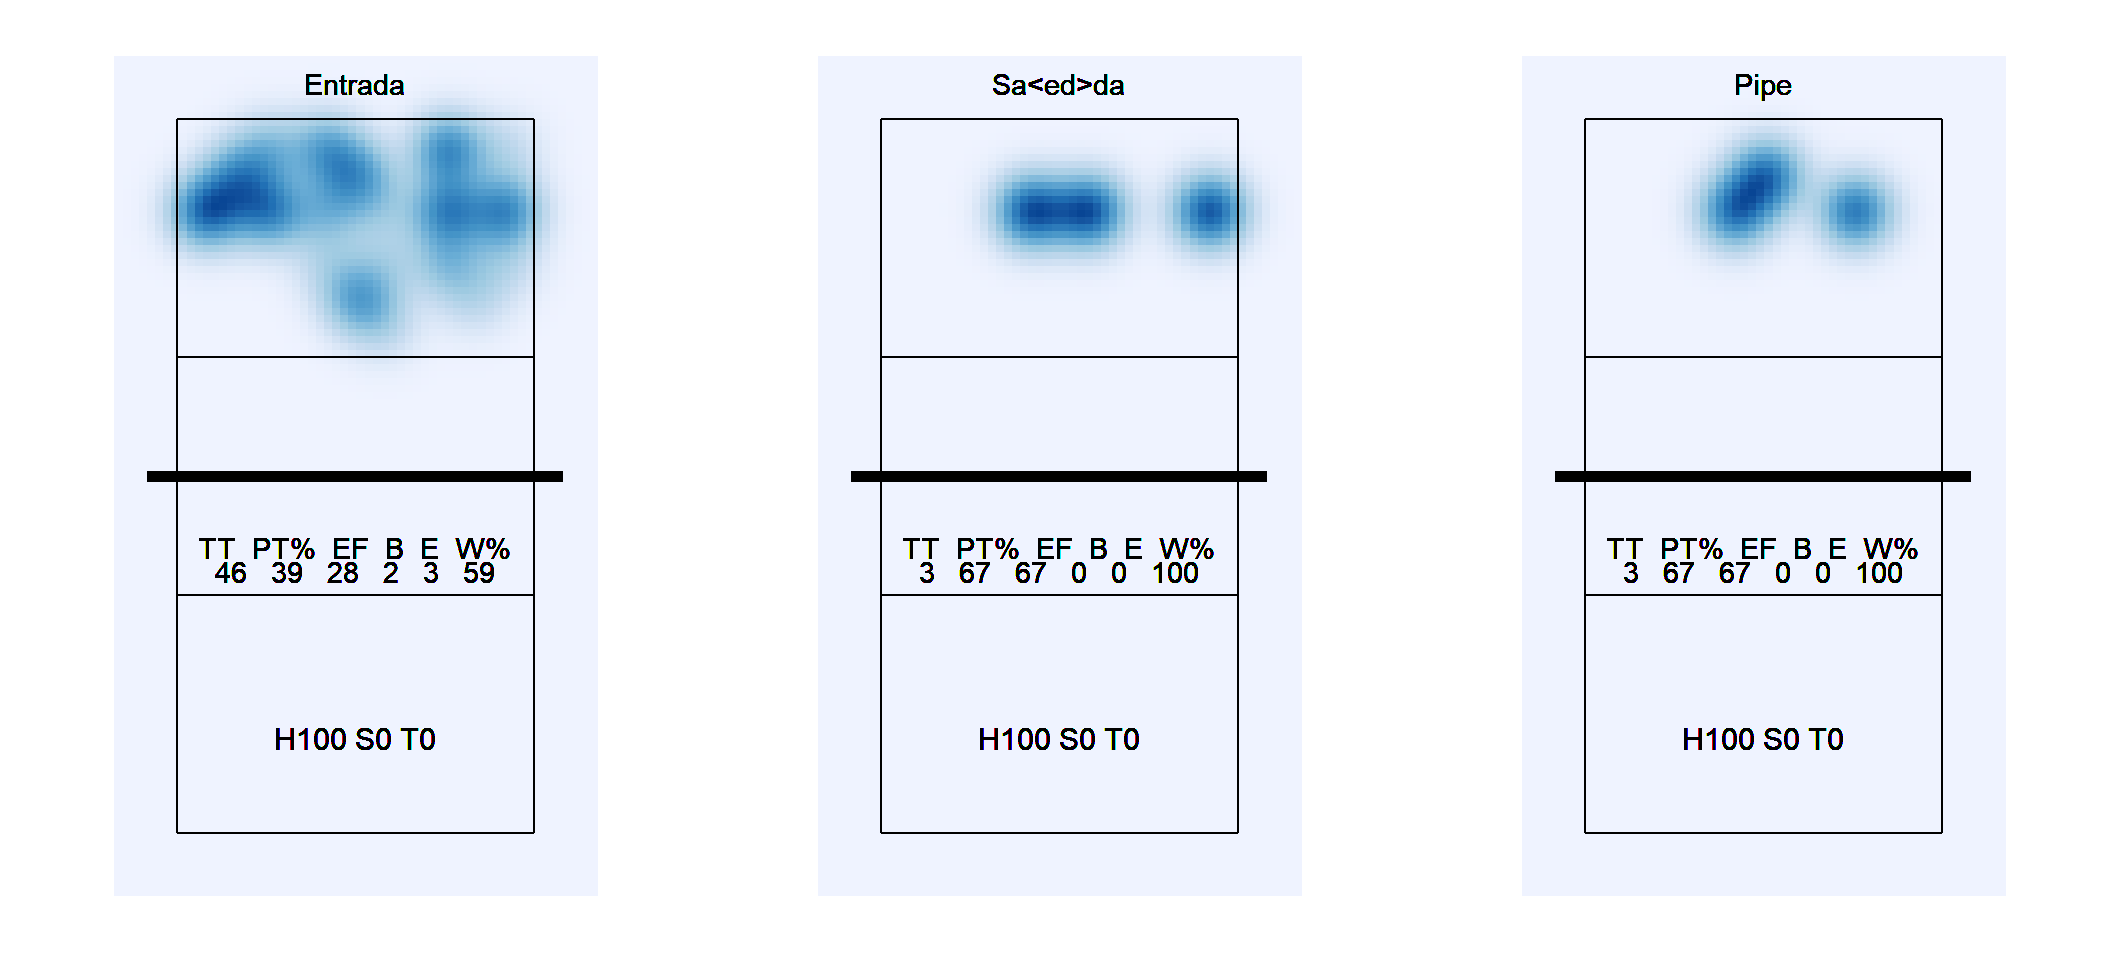 Entrada
TT PT% EF B E W%
46 39 28 2 3 59
H100 S0 T0
Sa<ed>da
TT PT% EF B E W%
3 67 67 0 0 100
H100 S0 T0
Pipe
TT PT% EF B E W%
3 67 67 0 0 100
H100 S0 T0